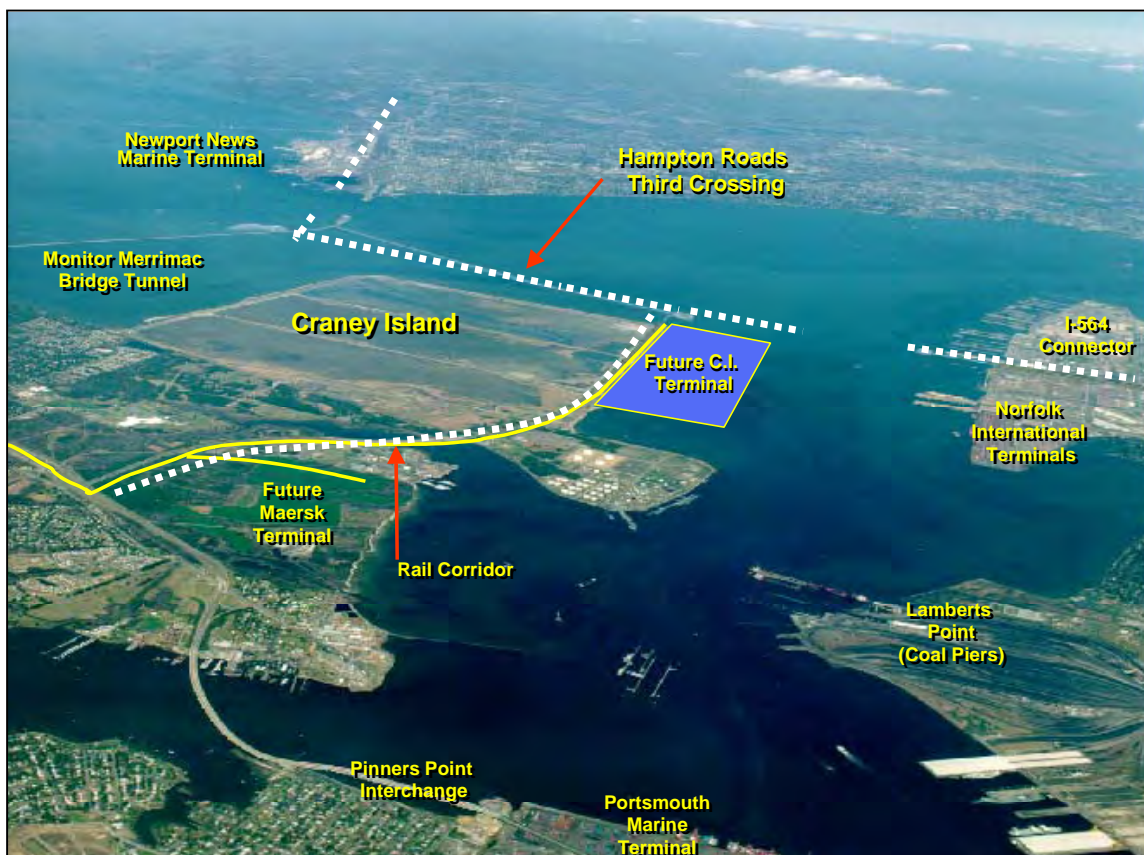 Newport News
Marine Terminal
Hampton Roads
Third Crossing
Monitor Merrimac
Bridge Tunnel
Craney Island
I-564
Connector
Future C.I.
Terminal
Norfolk
International
Terminals
Future
Maersk
Terminal
Rail Corridor
Lamberts
Point
(Coal Piers)
Pinners Point
Interchange
Portsmouth
Marine
Terminal